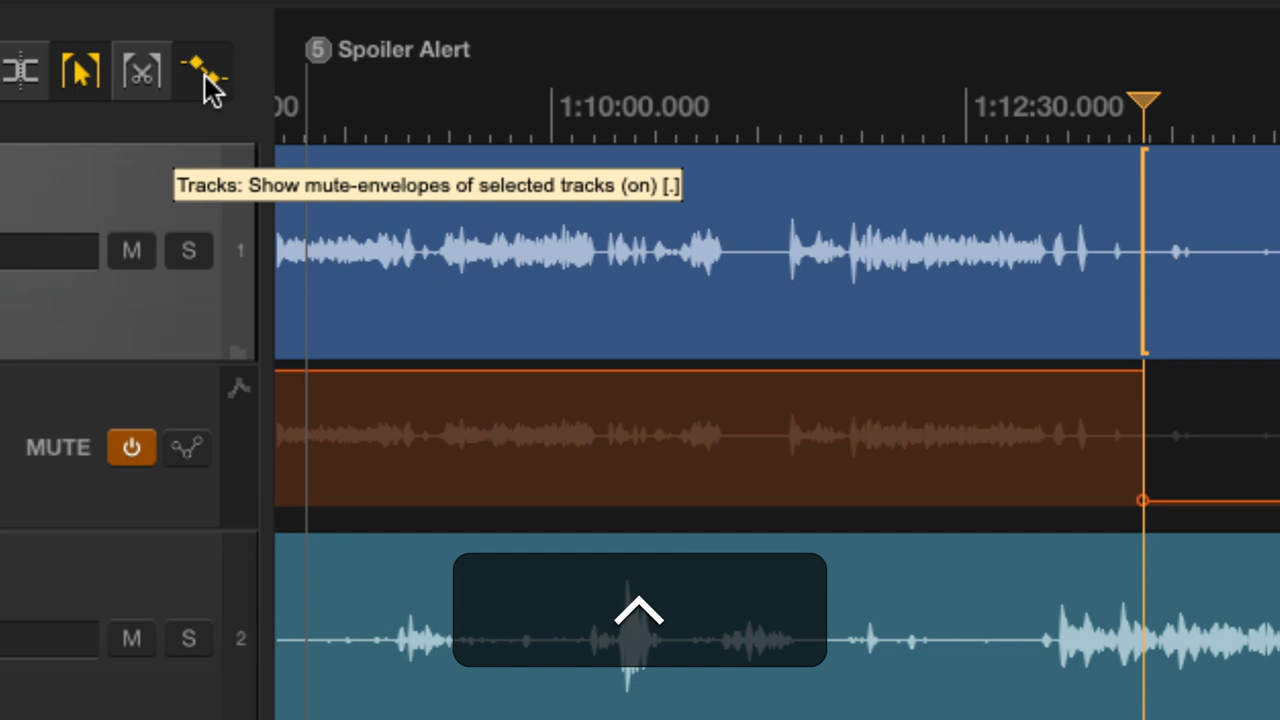 5 Spoiler Alert
00
1:10:00.000
1:12:30.000
Tracks: Show mute-envelopes of selected tracks (on) [.]
M S 1
MUTE
M S 2